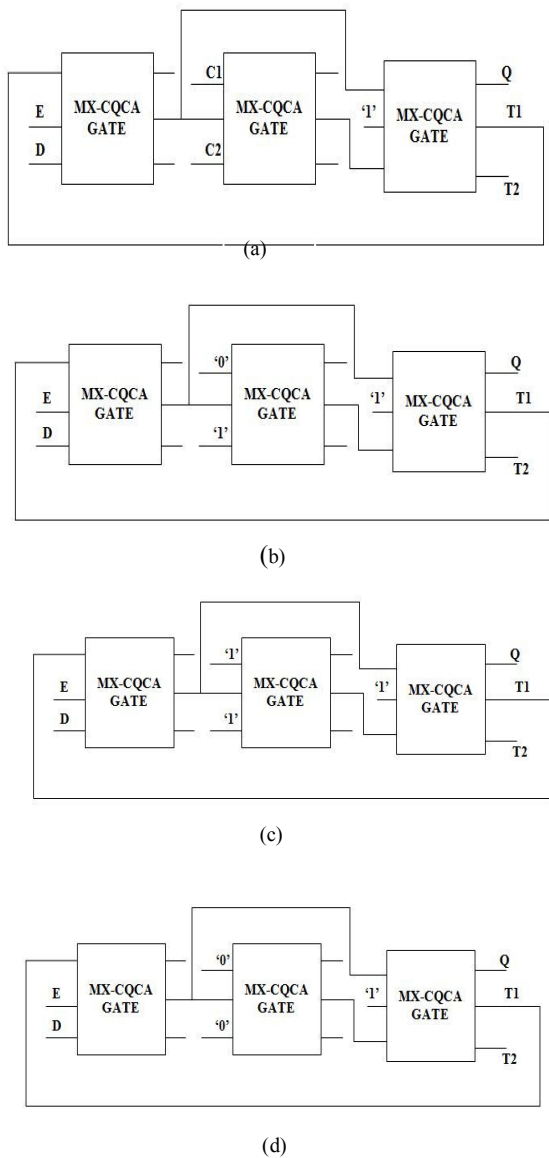 C1
Q
E
MX-CQCA
GATE
MX-CQCA
GATE
‘1’
MX-CQCA
GATE
T1
D
C2
T2
(a)
‘0’
Q
E
MX-CQCA
GATE
MX-CQCA
GATE
‘1’
MX-CQCA
GATE
T1
D
‘1’
T2
(b)
‘1’
Q
E
MX-CQCA
GATE
MX-CQCA
GATE
‘1’
MX-CQCA
GATE
T1
D
‘1’
T2
(c)
‘0’
Q
E
MX-CQCA
GATE
MX-CQCA
GATE
‘1’
MX-CQCA
GATE
T1
D
‘0’
T2
(d)